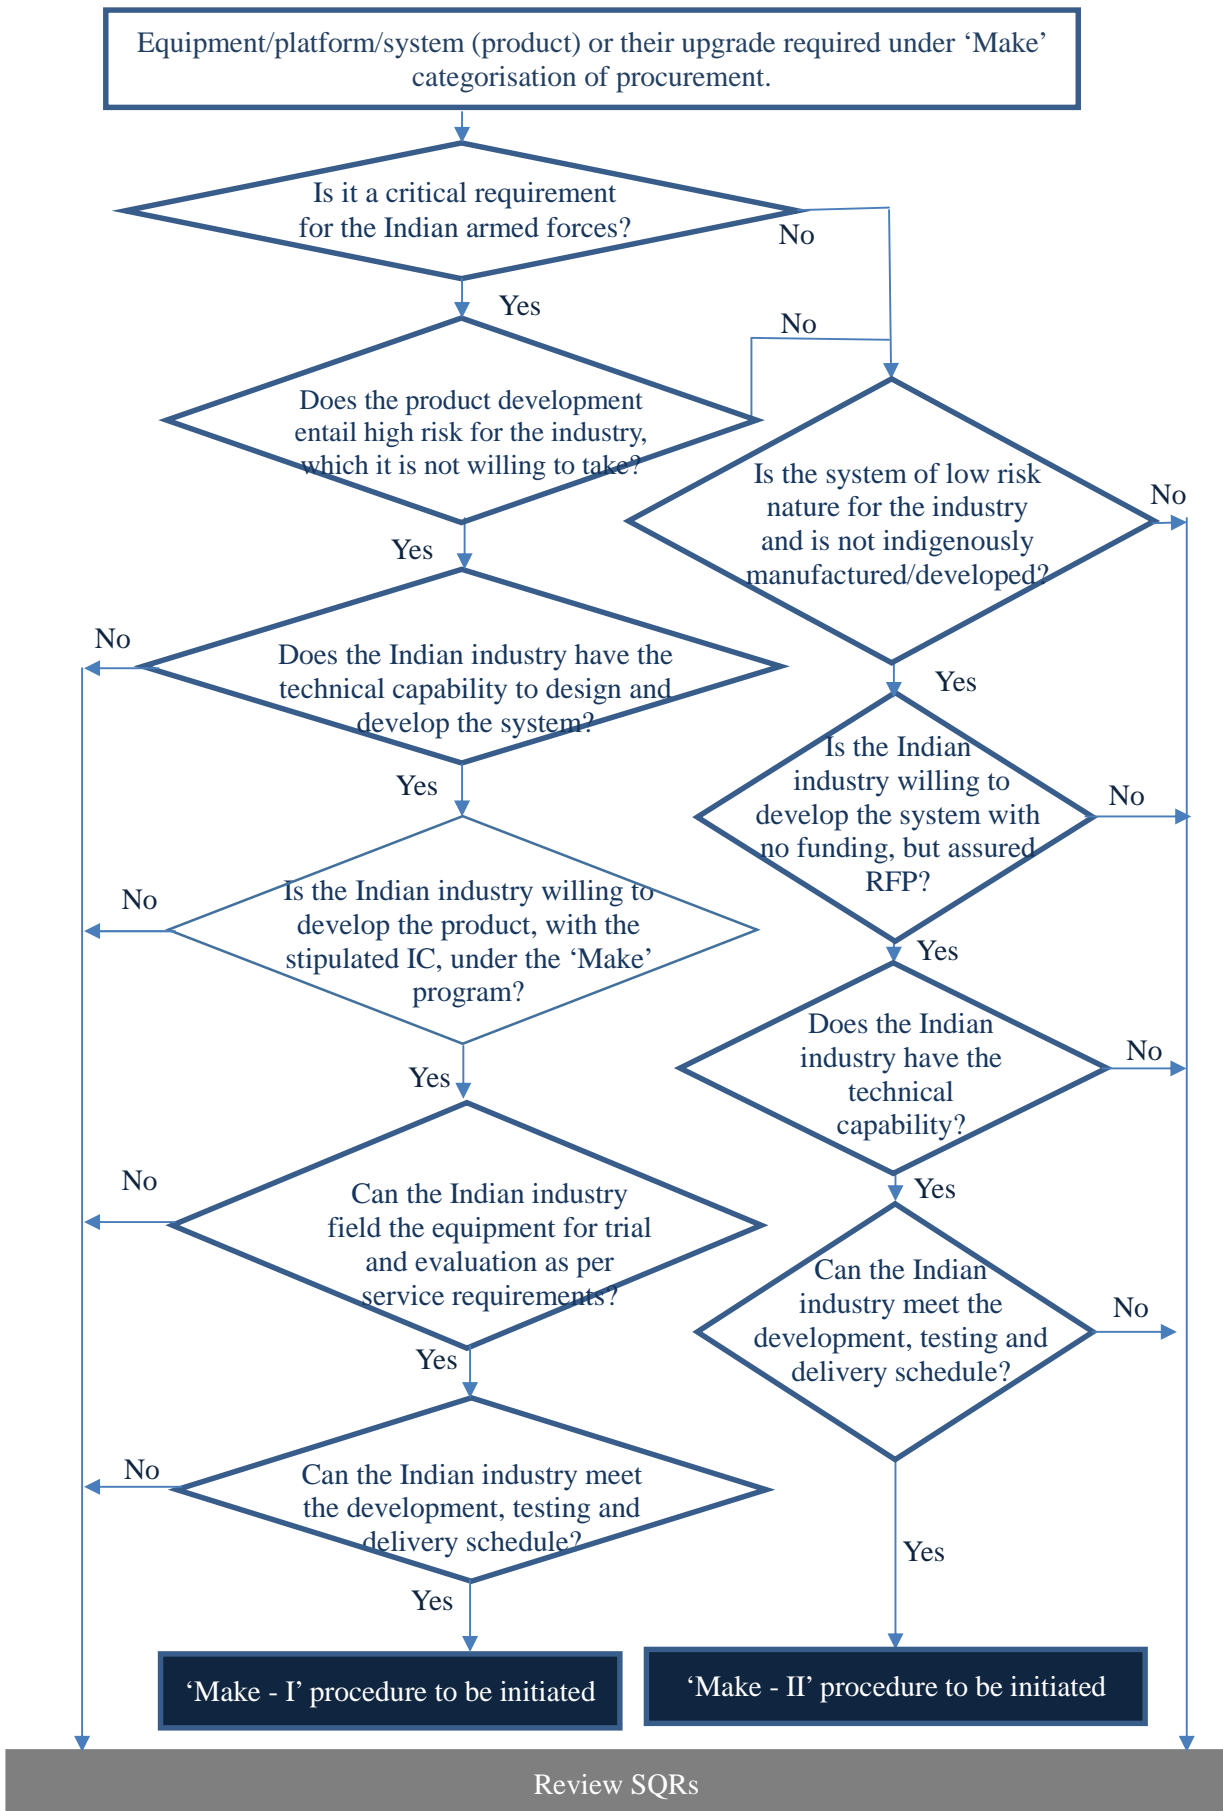 Equipment/platform/system (product) or their upgrade required under ‘Make’
categorisation of procurement.
Is it a critical requirement
for the Indian armed forces?
No
Yes
No
Does the product development
entail high risk for the industry,
which it is not willing to take?
Is the system of low risk
nature for the industry
and is not indigenously
manufactured/developed?
No
Yes
No
Does the Indian industry have the
technical capability to design and
develop the system?
Yes
Is the Indian
industry willing to
develop the system with
no funding, but assured
RFP?
No
Yes
No
Is the Indian industry willing to
develop the product, with the
stipulated IC, under the ‘Make’
program?
Yes
Does the Indian
industry have the
technical
capability?
No
Yes
No
Can the Indian industry
field the equipment for trial
and evaluation as per
service requirements?
Yes
Can the Indian
industry meet the
development, testing and
delivery schedule?
No
Yes
No
Can the Indian industry meet
the development, testing and
delivery schedule?
Yes
Yes
‘Make - I’ procedure to be initiated
‘Make - II’ procedure to be initiated
Review SQRs